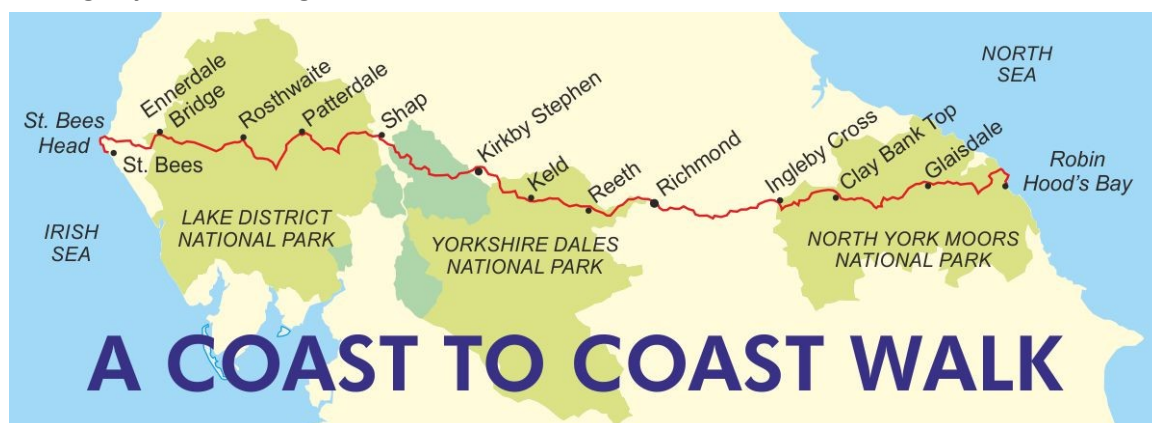 St. Bees
Head
St. Bees
Ennerdale
Bridge
Rosthwaite
Patterdale
Shap
Kirkby Stephen
Keld
Reeth
Richmond
Ingleby Cross
Clay Bank Top
Glaisdale
Robin
Hood's Bay
NORTH
SEA
IRISH
SEA
LAKE DISTRICT
NATIONAL PARK
YORKSHIRE DALES
NATIONAL PARK
NORTH YORK MOORS
NATIONAL PARK
A COAST TO COAST WALK